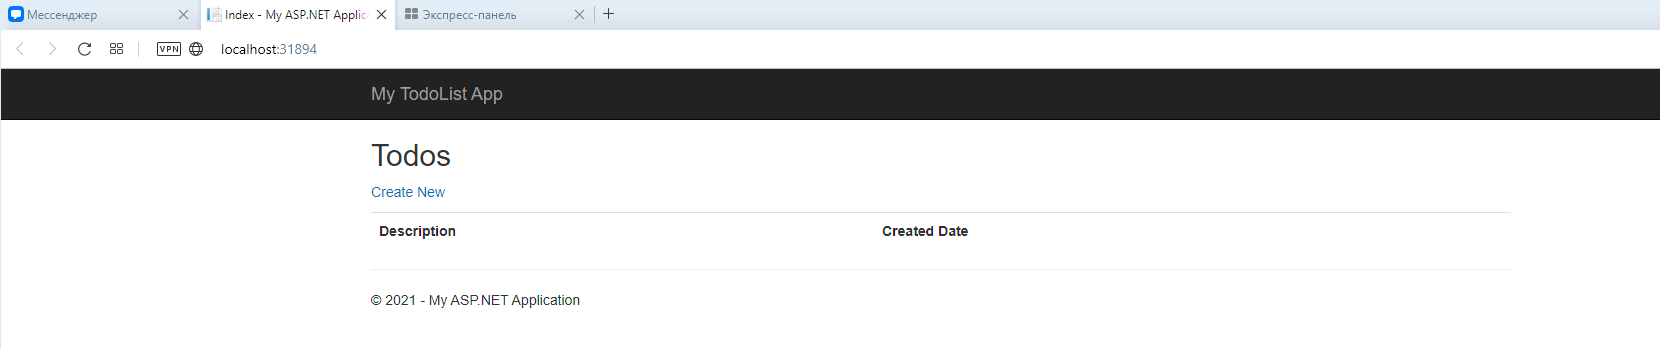 Мессенджер
Index - My ASP.NET Applic
Экспресс-панель
VPN
localhost:31894
My TodoList App
Todos
Create New
Description Created Date
© 2021 - My ASP.NET Application